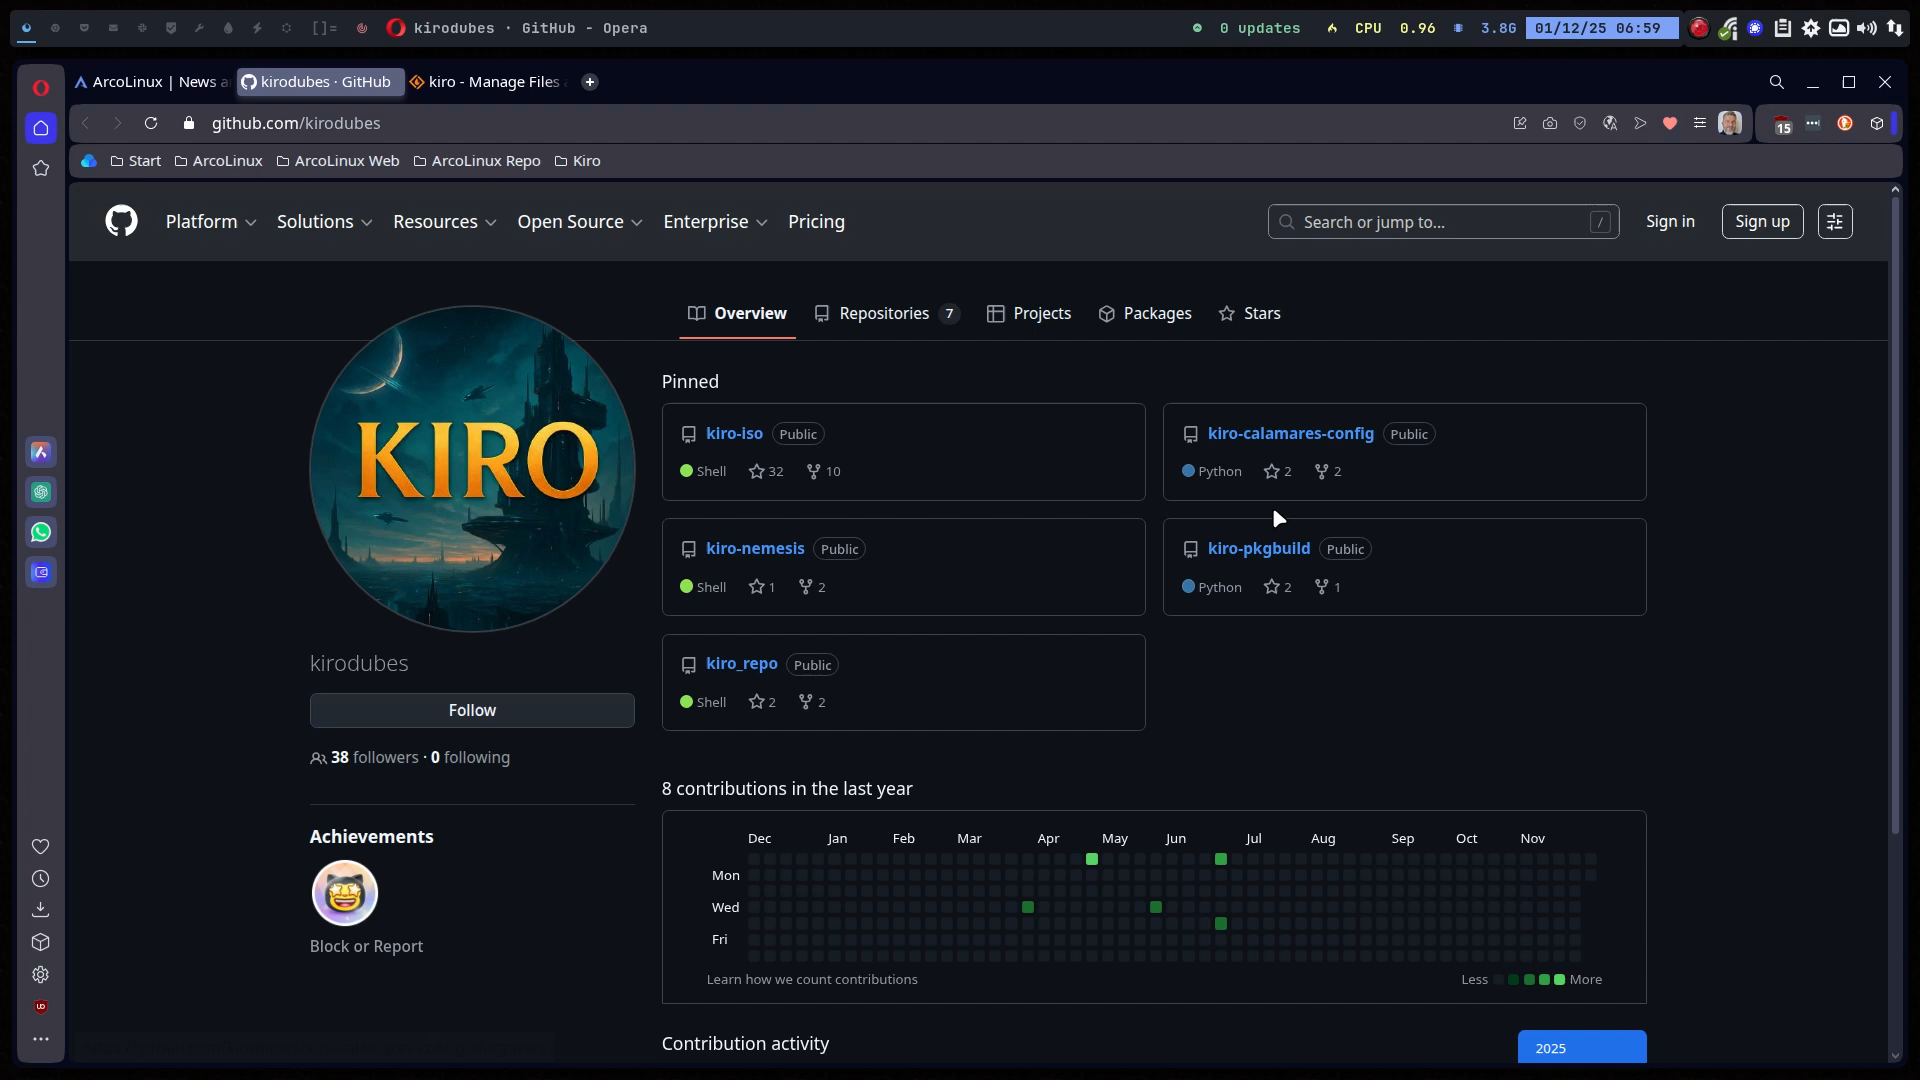 []= kirodubes · GitHub - Opera 0 updates CPU 0.96 3.8G 01/12/25 06:59
ArcoLinux | News a kirodubes · GitHub kiro - Manage Files
github.com/kirodubes 15
Start ArcoLinux ArcoLinux Web ArcoLinux Repo Kiro
Platform Solutions Resources Open Source Enterprise Pricing Search or jump to... / Sign in Sign up
Overview Repositories 7 Projects Packages Stars
KIRO
kirodubes
Follow
38 followers · 0 following
Achievements
Block or Report
Pinned
kiro-iso Public
Shell 32 10
kiro-calamares-config Public
Python 2 2
kiro-nemesis Public
Shell 1 2
kiro-pkgbuild Public
Python 2 1
kiro_repo Public
Shell 2 2
8 contributions in the last year
Dec Jan Feb Mar Apr May Jun Jul Aug Sep Oct Nov
Mon
Wed
Fri
Learn how we count contributions Less More
Contribution activity 2025